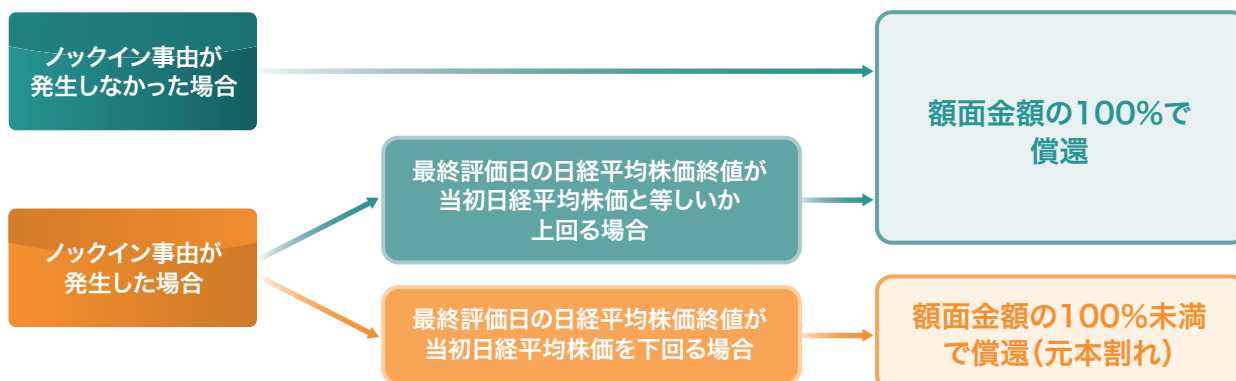 ノックイン事由が
発生しなかった場合
額面金額の100%で
償還
最終評価日の日経平均株価終値が
当初日経平均株価と等しいか
上回る場合
ノックイン事由が
発生した場合
最終評価日の日経平均株価終値が
当初日経平均株価を下回る場合
額面金額の100%未満
で償還(元本割れ)